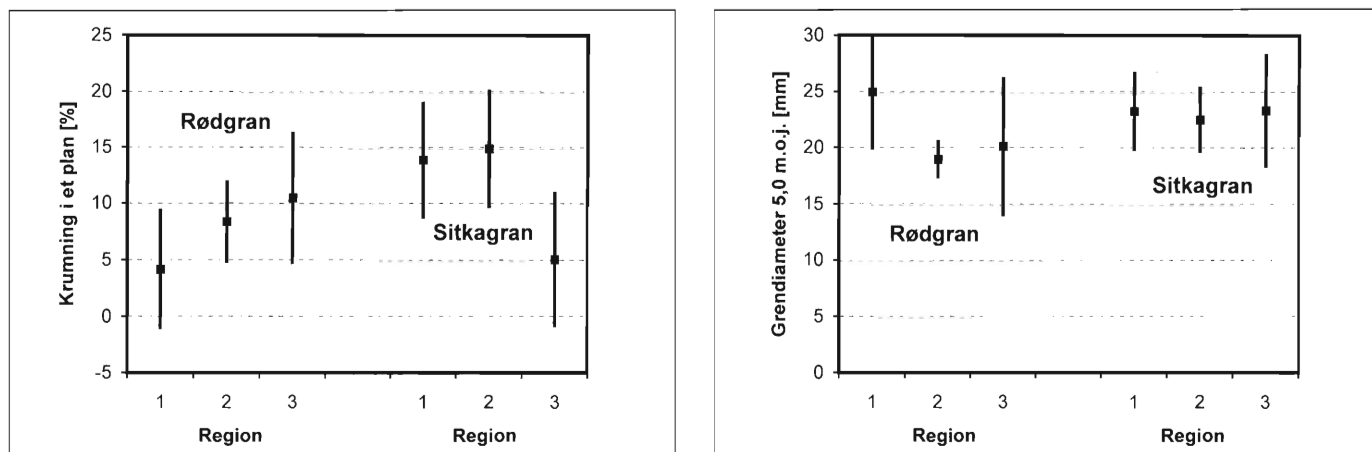 Krumning i et plan [%]
25
20
15
10
5
0
-5
Rødgran
Sitkagran
1 2 3 1 2 3
Region Region
Grendiameter 5,0 m.o.j. [mm]
30
25
20
15
10
5
0
Sitkagran
Rødgran
1 2 3 1 2 3
Region Region